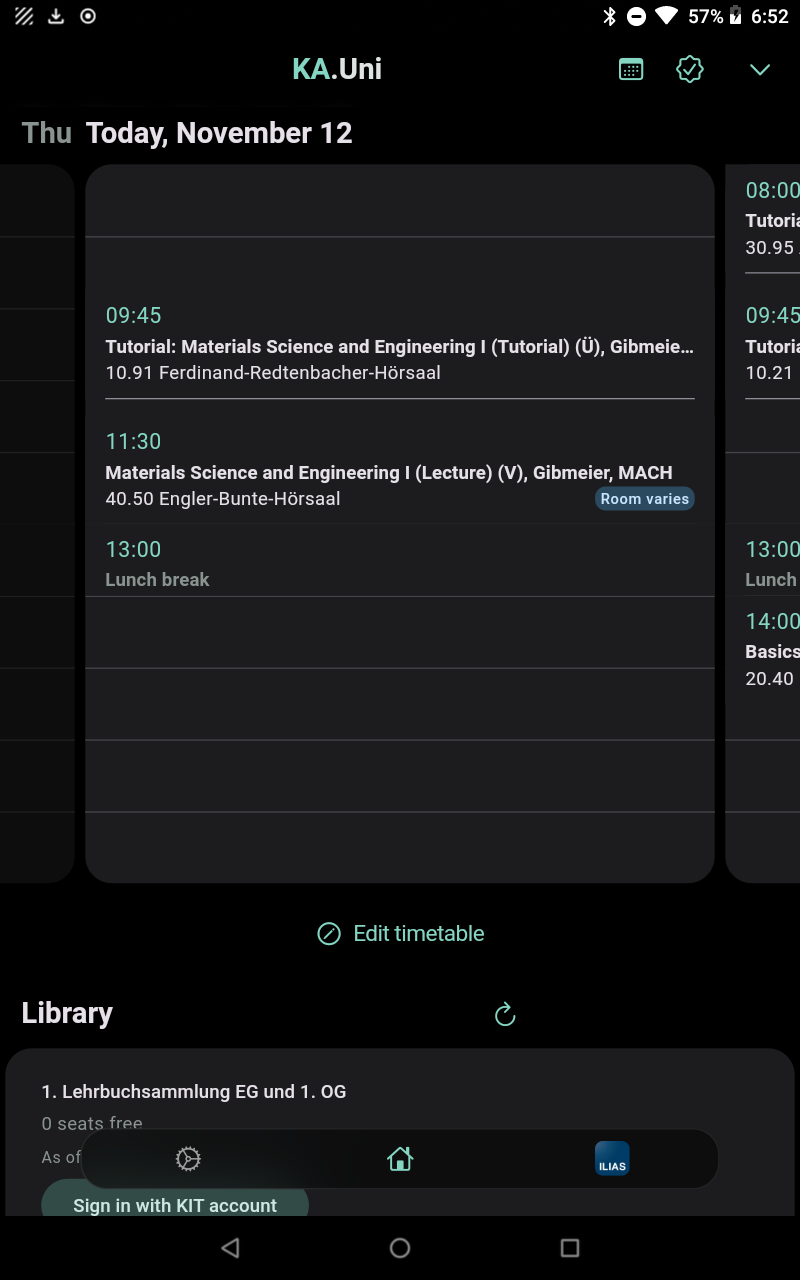 57% 6:52
KA.Uni
Thu Today, November 12
09:45
Tutorial: Materials Science and Engineering I (Tutorial) (Ü), Gibmeie…
10.91 Ferdinand-Redtenbacher-Hörsaal
11:30
Materials Science and Engineering I (Lecture) (V), Gibmeier, MACH
40.50 Engler-Bunte-Hörsaal
Room varies
13:00
Lunch break
08:00
Tutoria
30.95
09:45
Tutoria
10.21
13:00
Lunch
14:00
Basics
20.40
Edit timetable
Library
1. Lehrbuchsammlung EG und 1. OG
0 seats free
As of
ILIAS
Sign in with KIT account